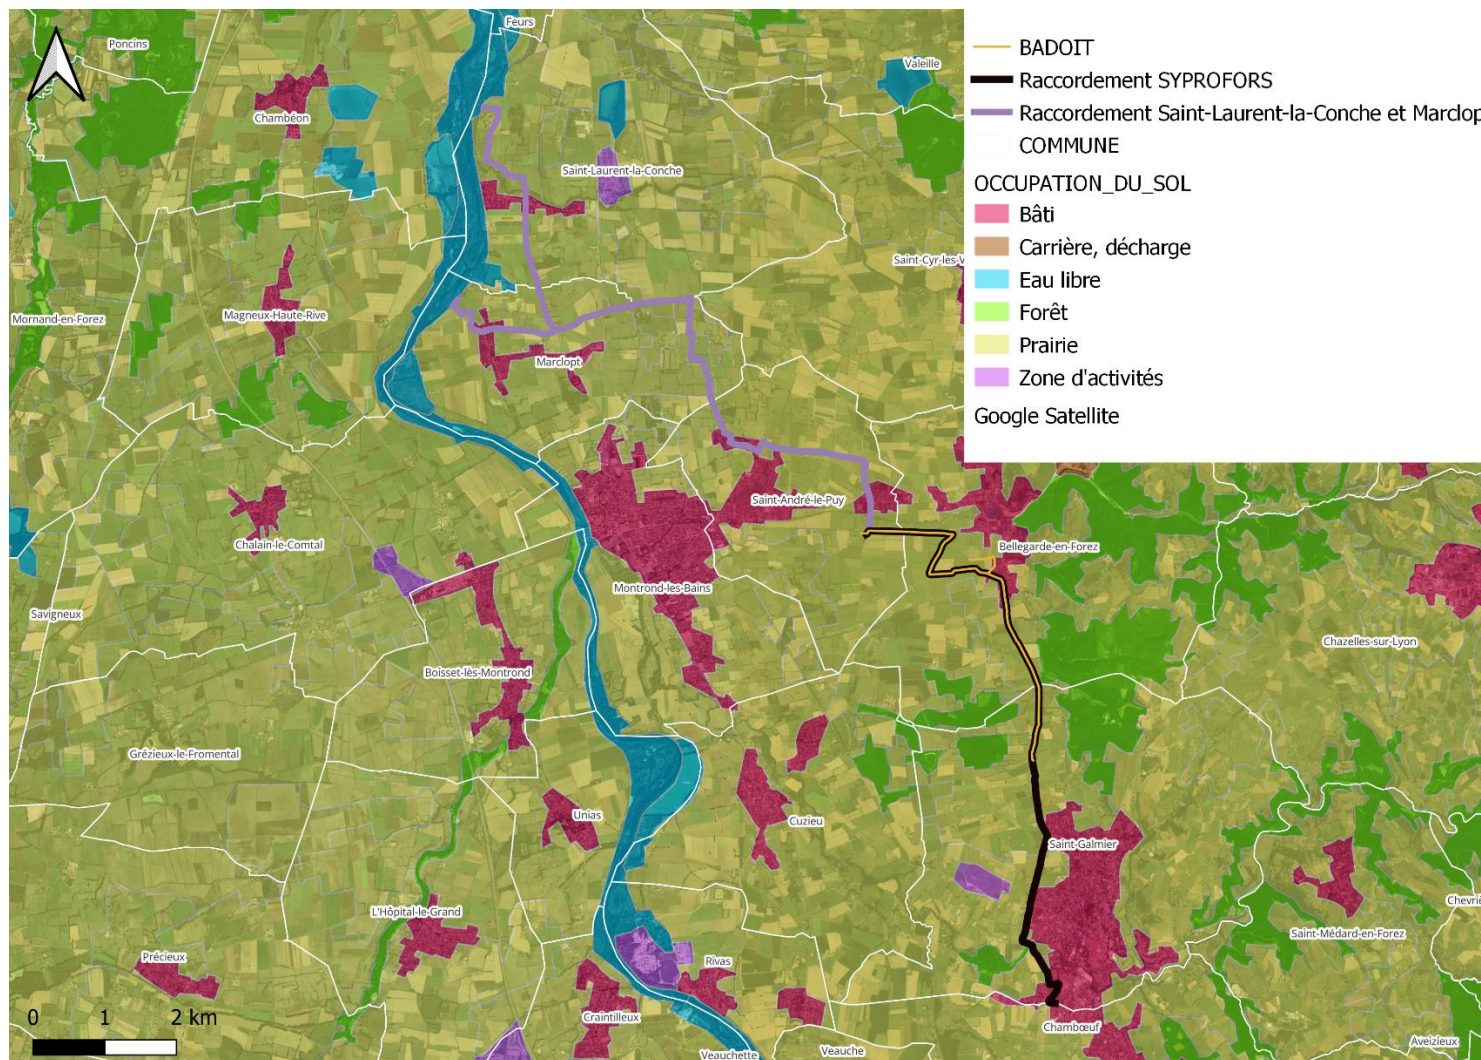 Feurs
Poncins
Valeille
Chambéon
Saint-Laurent-la-Conche
Saint-Cyr-les-V
Mornand-en-Forez
Magneux-Haute-Rive
Marclopt
Saint-André-le-Puy
Chalain-le-Comtal
Bellegarde-en-Forez
Montrond-les-Bains
Savigneux
Chazelles-sur-Lyon
Boisset-lès-Montrond
Grézieux-le-Fromental
Unias
Cuzieu
Saint-Galmier
L'Hôpital-le-Grand
Chevriè
Saint-Médard-en-Forez
Précieux
Rivas
Craintilleux
Chambœuf
Veauchette
Veauche
Aveizieux
0 1 2 km
BADOIT
Raccordement SYPROFORS
Raccordement Saint-Laurent-la-Conche et Marclop
COMMUNE
OCCUPATION_DU_SOL
Bâti
Carrière, décharge
Eau libre
Forêt
Prairie
Zone d'activités
Google Satellite